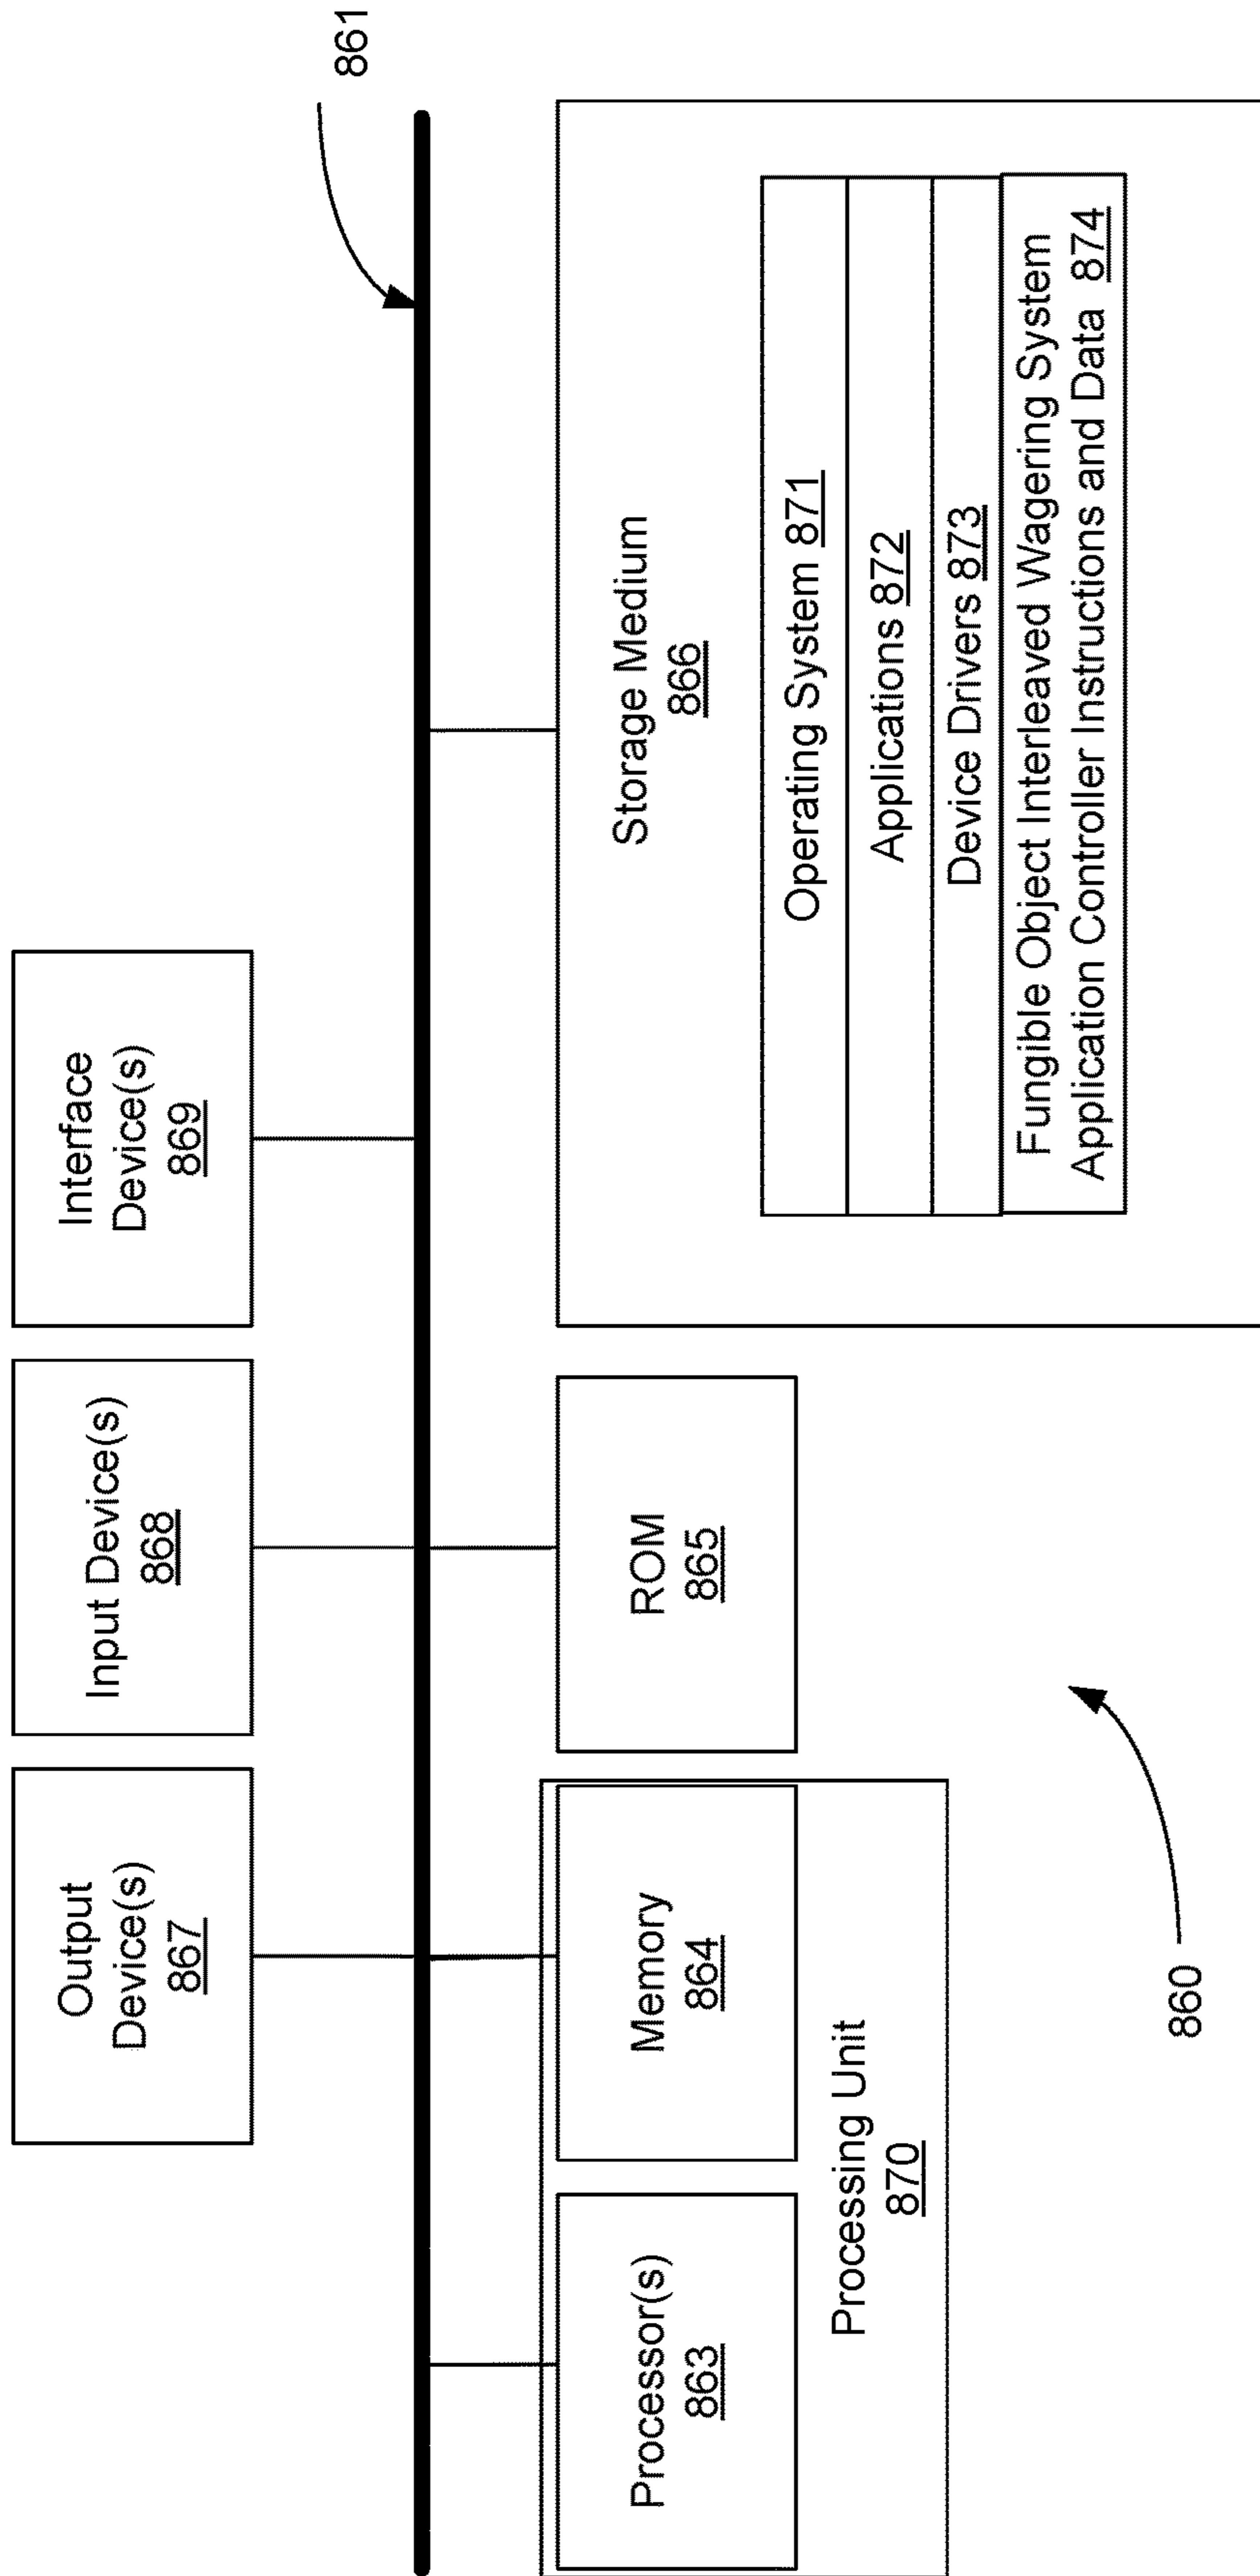 861
Output
Device(s)
867
Input Device(s)
868
Interface
Device(s)
869
Processor(s)
863
Memory
864
Processing Unit
870
ROM
865
Storage Medium
866
Operating System 871
Applications 872
Device Drivers 873
Fungible Object Interleaved Wagering System
Application Controller Instructions and Data 874
860